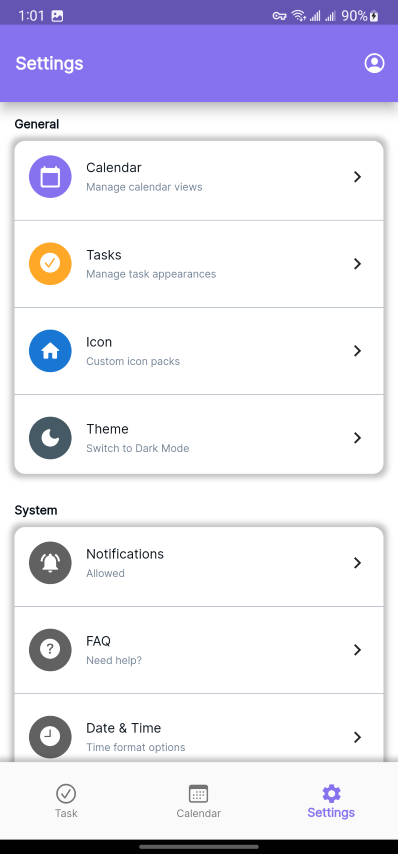 1:01 90%
Settings
General
Calendar
Manage calendar views
Tasks
Manage task appearances
Icon
Custom icon packs
Theme
Switch to Dark Mode
System
Notifications
Allowed
FAQ
Need help?
Date & Time
Time format options
Task Calendar Settings